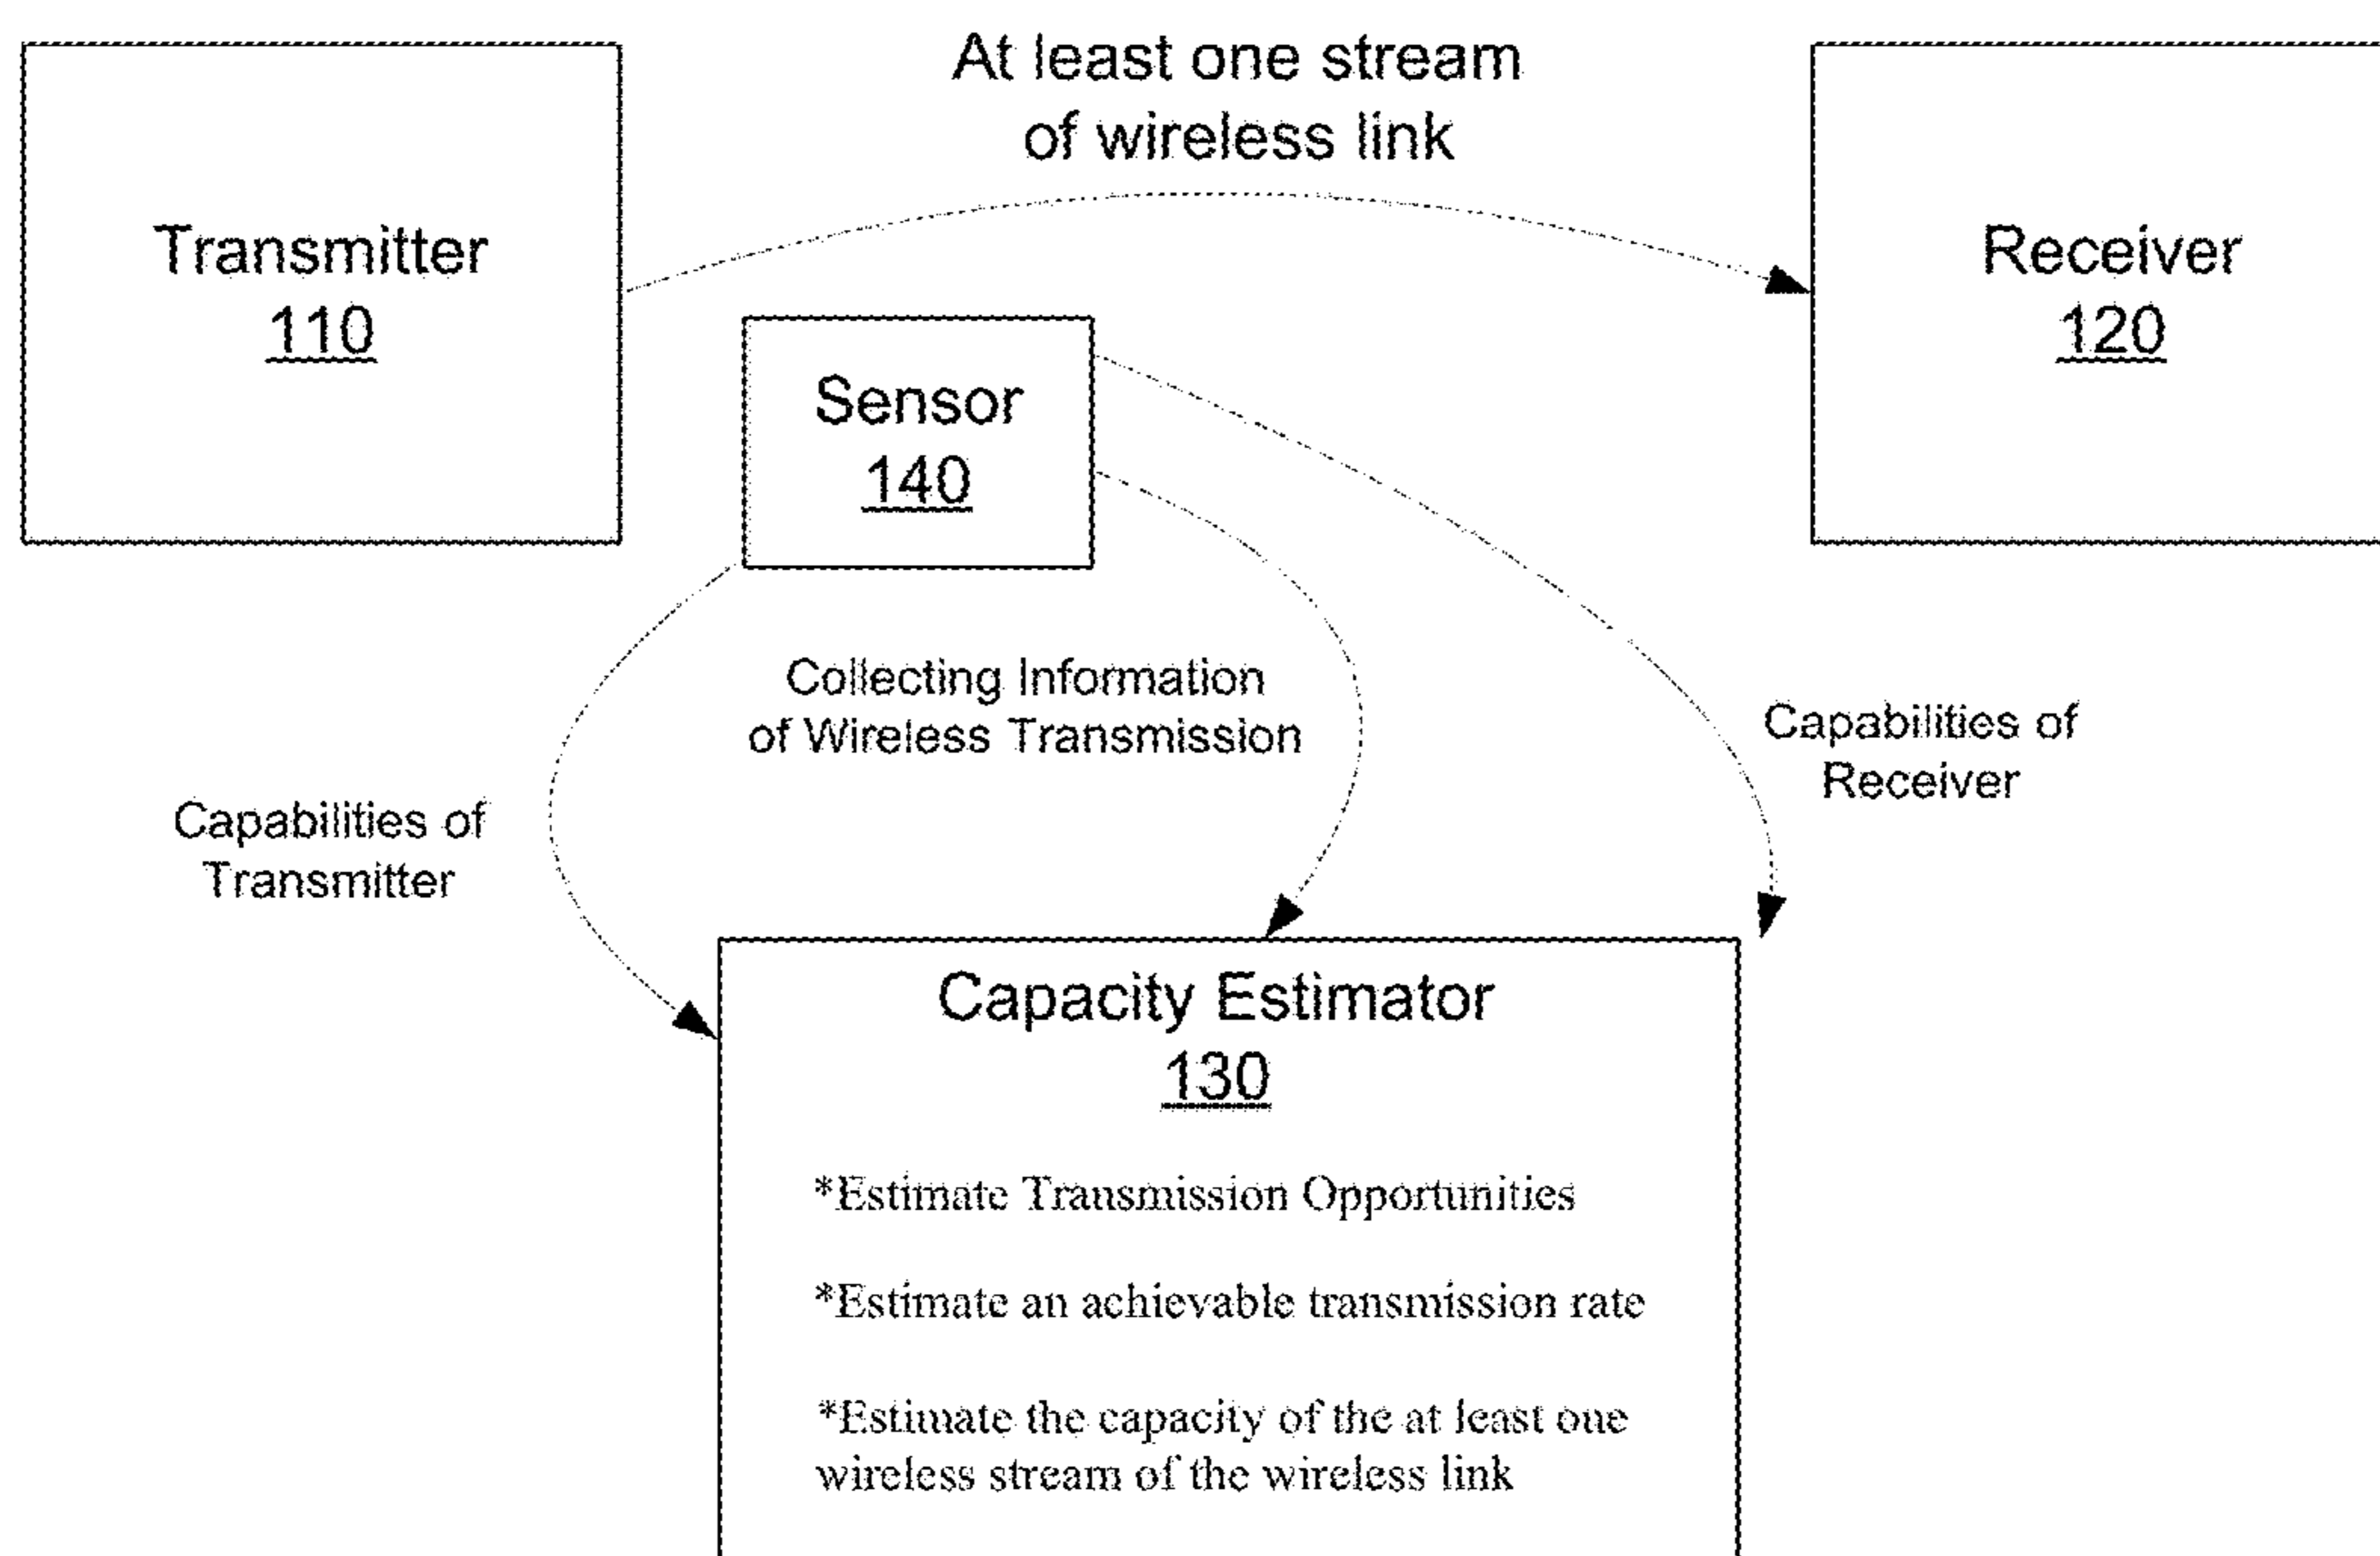 At least one stream
of wireless link
Transmitter
110
Receiver
120
Sensor
140
Collecting Information
of Wireless Transmission
Capabilities of
Receiver
Capabilities of
Transmitter
Capacity Estimator
130
*Estimate Transmission Opportunities
*Estimate an achievable transmission rate
*Estimate the capacity of the at least one
wireless stream of the wireless link